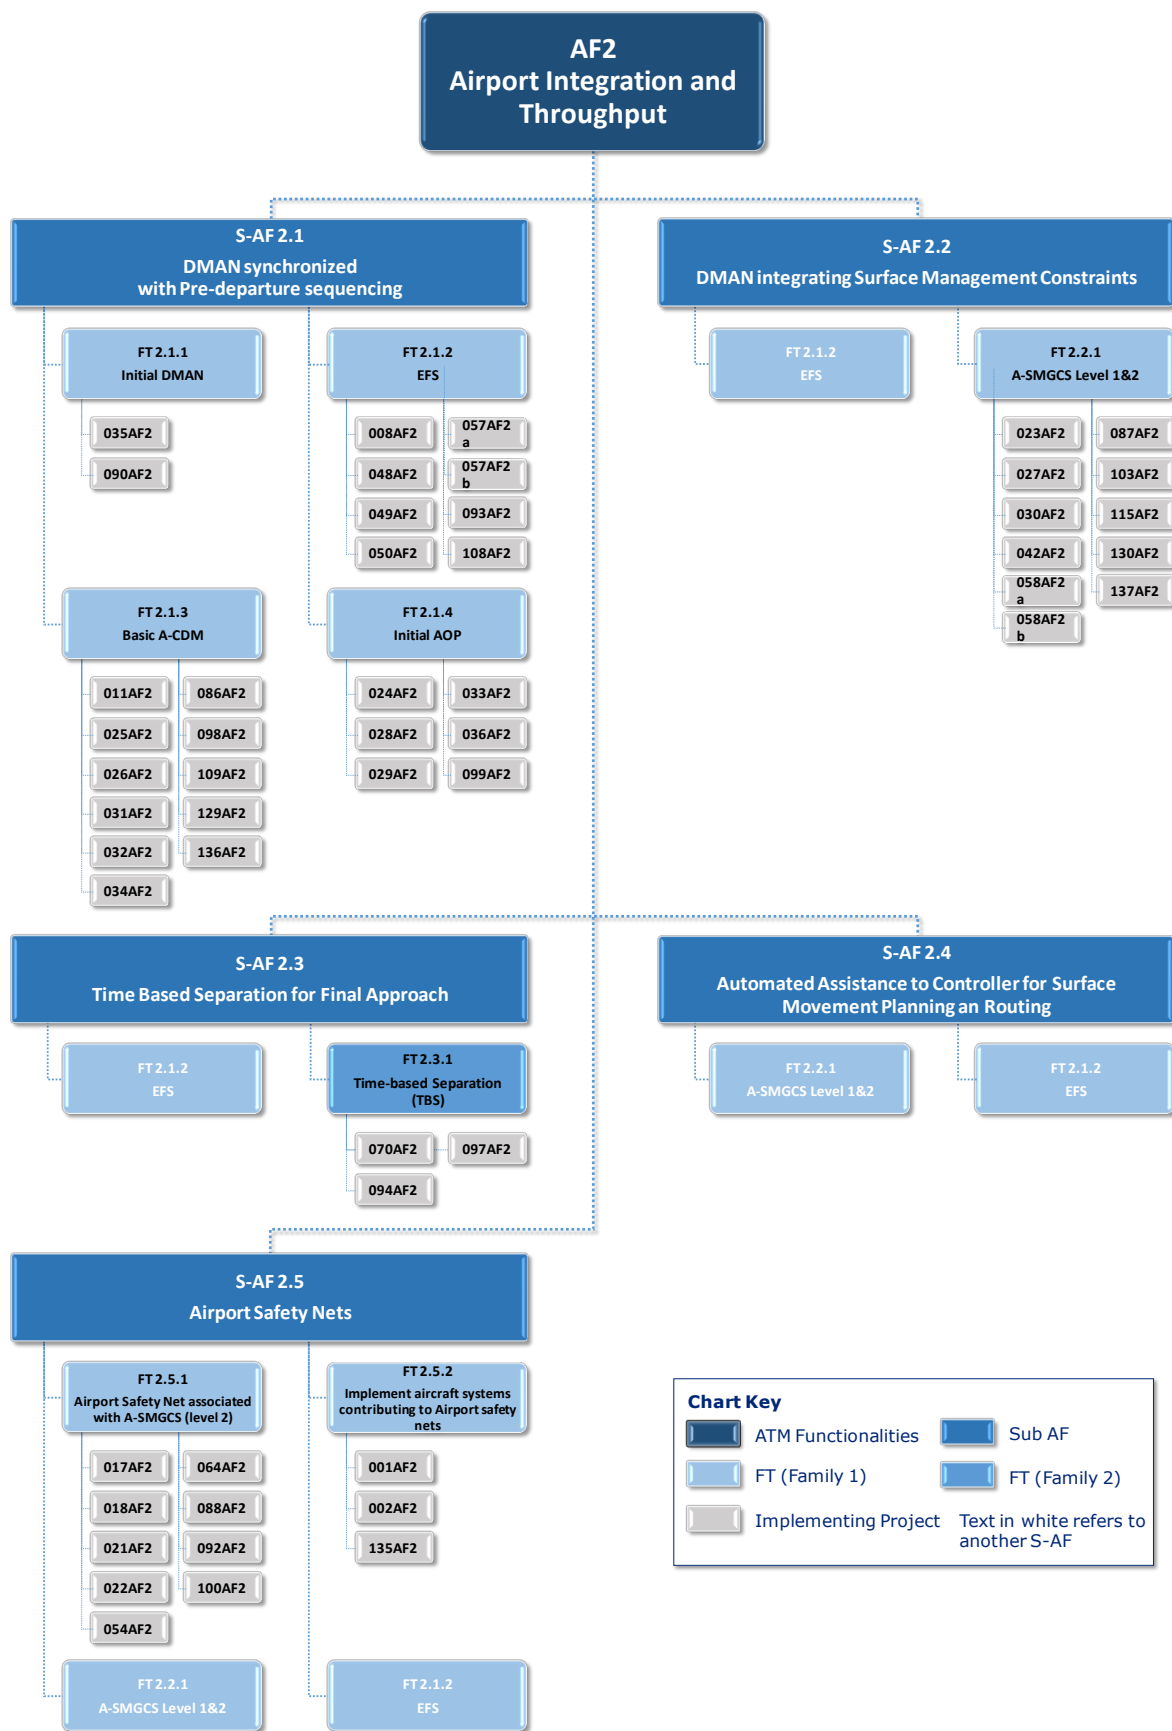 AF2
Airport Integration and
Throughput
S-AF 2.1
DMAN synchronized
with Pre-departure sequencing
S-AF 2.2
DMAN integrating Surface Management Constraints
FT 2.1.1
Initial DMAN
035AF2
090AF2
FT 2.1.2
EFS
008AF2
048AF2
049AF2
050AF2
057AF2
a
057AF2
b
093AF2
108AF2
FT 2.1.2
EFS
FT 2.2.1
A-SMGCS Level 1&2
023AF2
027AF2
030AF2
042AF2
058AF2
a
058AF2
b
087AF2
103AF2
115AF2
130AF2
137AF2
FT 2.1.3
Basic A-CDM
011AF2
025AF2
026AF2
031AF2
032AF2
034AF2
086AF2
098AF2
109AF2
129AF2
136AF2
FT 2.1.4
Initial AOP
024AF2
028AF2
029AF2
033AF2
036AF2
099AF2
S-AF 2.3
Time Based Separation for Final Approach
S-AF 2.4
Automated Assistance to Controller for Surface
Movement Planning an Routing
FT 2.1.2
EFS
FT 2.3.1
Time-based Separation
(TBS)
070AF2
094AF2
097AF2
FT 2.2.1
A-SMGCS Level 1&2
FT 2.1.2
EFS
S-AF 2.5
Airport Safety Nets
FT 2.5.1
Airport Safety Net associated
with A-SMGCS (level 2)
017AF2
018AF2
021AF2
022AF2
054AF2
064AF2
088AF2
092AF2
100AF2
FT 2.5.2
Implement aircraft systems
contributing to Airport safety
nets
001AF2
002AF2
135AF2
FT 2.2.1
A-SMGCS Level 1&2
FT 2.1.2
EFS
Chart Key
ATM Functionalities
Sub AF
FT (Family 1)
FT (Family 2)
Implementing Project
Text in white refers to
another S-AF